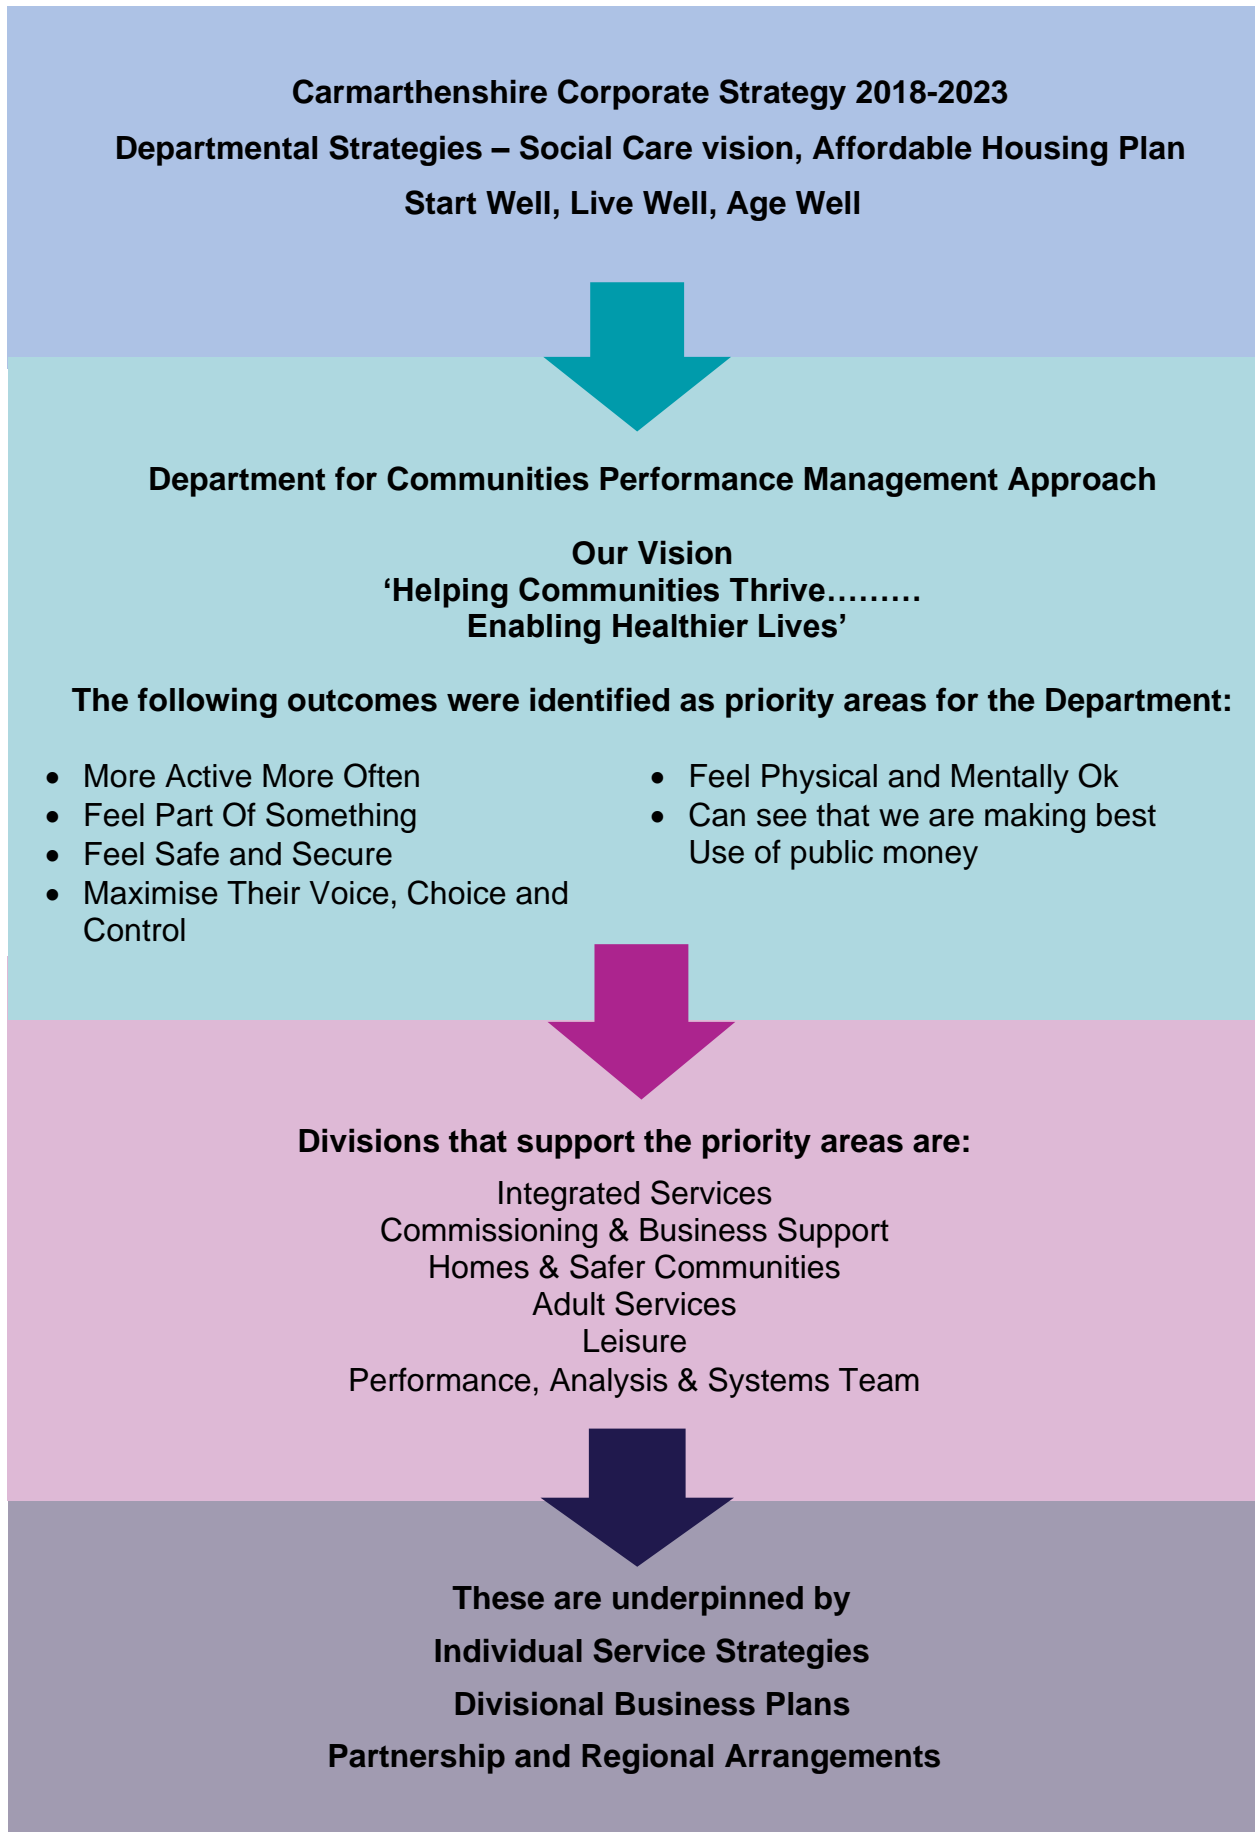 Carmarthenshire Corporate Strategy 2018-2023
Departmental Strategies – Social Care vision, Affordable Housing Plan
Start Well, Live Well, Age Well
Department for Communities Performance Management Approach
Our Vision
‘Helping Communities Thrive………
Enabling Healthier Lives’
The following outcomes were identified as priority areas for the Department:
• More Active More Often
• Feel Part Of Something
• Feel Safe and Secure
• Maximise Their Voice, Choice and
Control
• Feel Physical and Mentally Ok
• Can see that we are making best
Use of public money
Divisions that support the priority areas are:
Integrated Services
Commissioning & Business Support
Homes & Safer Communities
Adult Services
Leisure
Performance, Analysis & Systems Team
These are underpinned by
Individual Service Strategies
Divisional Business Plans
Partnership and Regional Arrangements